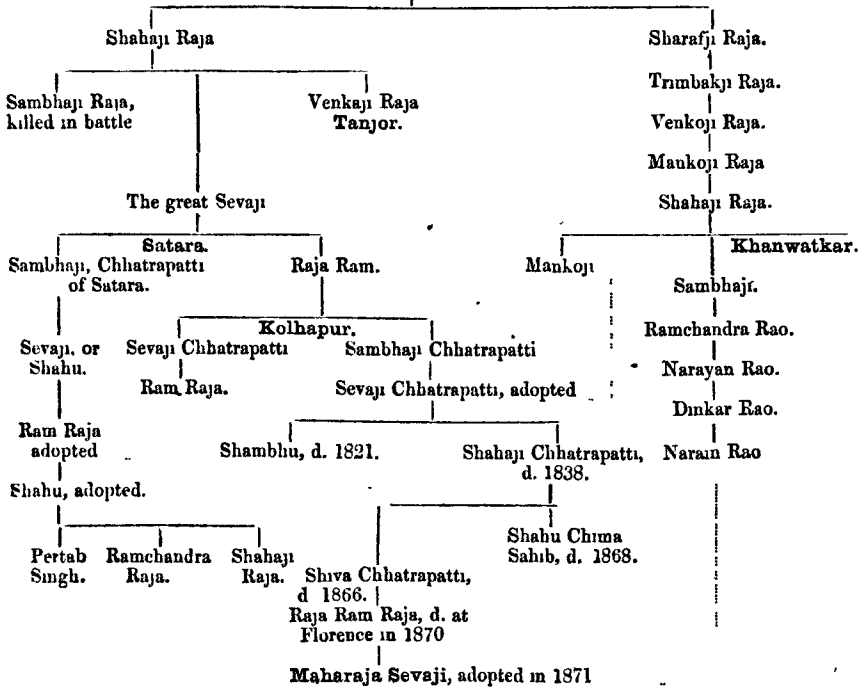 Shahaji Raja
Sharafji Raja.
Trimbakji Raja.
Sambhaji Raja,
killed in battle
Venkaji Raja
Tanjor.
Venkoji Raja.
Mankoji Raja
The great Sevaji
Shahaji Raja.
Satara.
Khanwatkar.
Sambhaji, Chhatrapatti
of Satara.
Raja Ram.
Mankoji
Sambhaji.
Kolhapur.
Sevaji, or
Shahu.
Sevaji Chhatrapatti
Sambhaji Chhatrapatti
Ramchandra Rao.
Ram Raja.
Sevaji Chhatrapatti, adopted
Narayan Rao.
Dinkar Rao.
Ram Raja
adopted
Shambhu, d. 1821.
Shahaji Chhatrapatti,
d. 1838.
Narain Rao
Shahu, adopted.
Shahu Chima
Sahib, d. 1868.
Pertab
Singh.
Ramchandra
Raja.
Shahaji
Raja.
Shiva Chhatrapatti,
d 1866.
Raja Ram Raja, d. at
Florence in 1870
Maharaja Sevaji, adopted in 1871